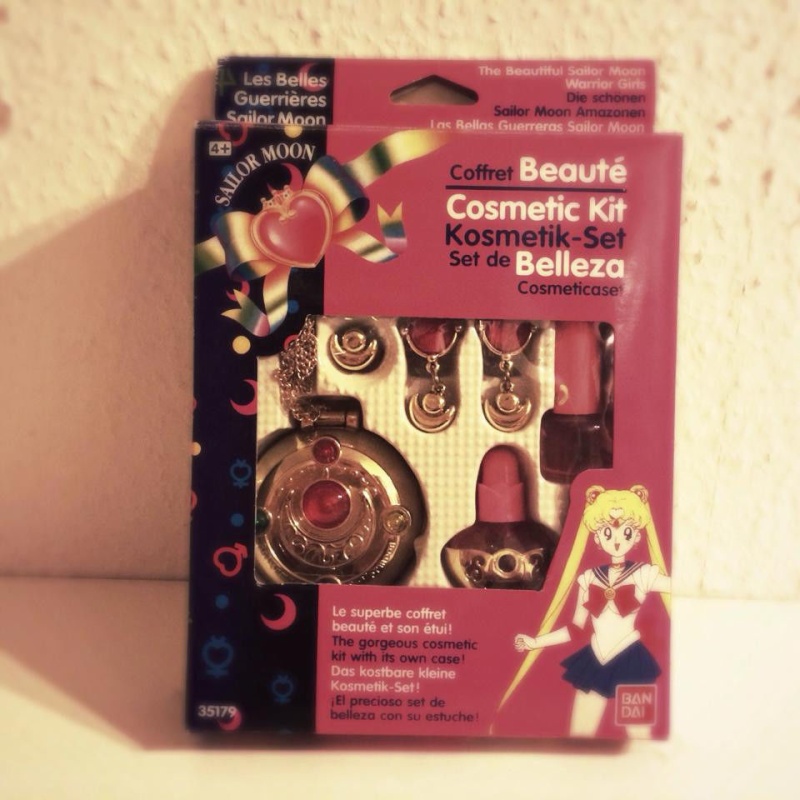 Les Belles
Guerrières
Sailor Moon
The Beautiful Sailor Moon
Warrior Girls
Die schönen
Sailor Moon Amazonen
Las Bellas Guerreras Sailor Moon
4+
SAILOR MOON
Coffret Beauté
Cosmetic Kit
Kosmetik-Set
Set de Belleza
Cosmeticase
Le superbe coffret
beauté et son étui!
The gorgeous cosmetic
kit with its own case!
Das kostbare kleine
Kosmetik-Set!
¡El precioso set de
belleza con su estuche!
35179
BAN
DAI